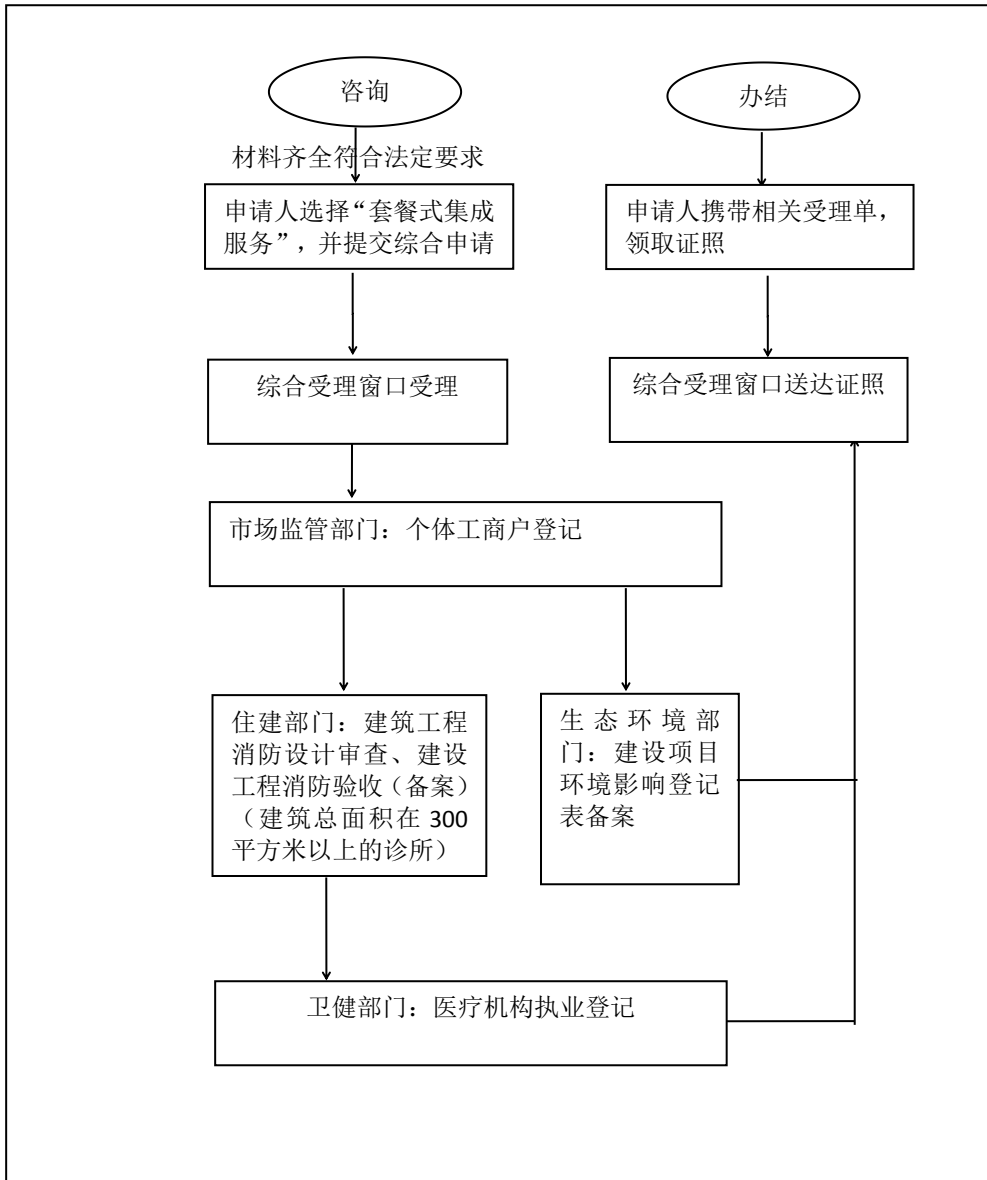 咨询
材料齐全符合法定要求
申请人选择“套餐式集成
服务”，并提交综合申请
综合受理窗口受理
办结
申请人携带相关受理单，
领取证照
综合受理窗口送达证照
市场监管部门：个体工商户登记
住建部门：建筑工程
消防设计审查、建设
工程消防验收（备案）
（建筑总面积在 300
平方米以上的诊所）
生态环境部
门：建设项目
环境影响登记
表备案
卫健部门：医疗机构执业登记